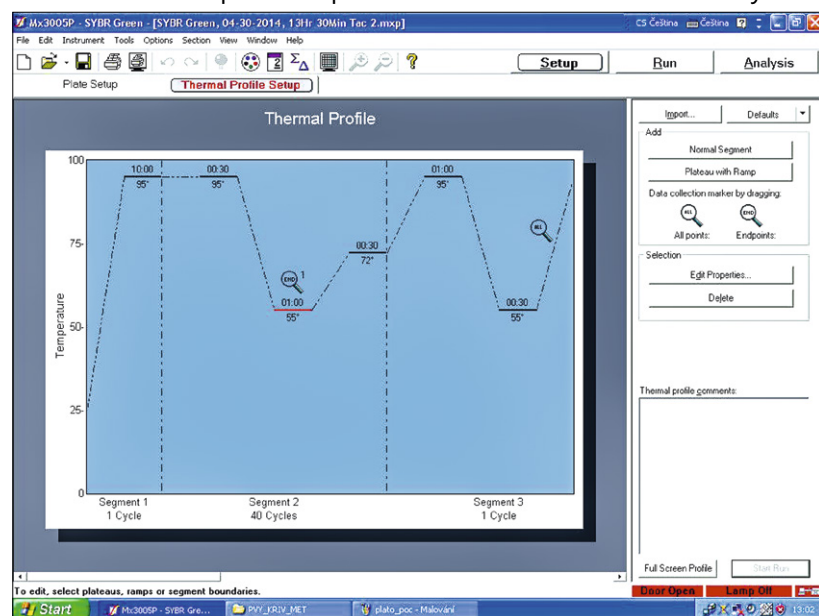 Mx3005P - SYBR Green - [SYBR Green, 04-30-2014, 13Hr 30Min Tac 2.mxp]
CS Čeština Čeština
File Edit Instrument Tools Options Section View Window Help
Setup Run Analysis
Plate Setup Thermal Profile Setup
Thermal Profile
Import... Defaults
Add
Normal Segment
Plateau with Ramp
Data collection marker by dragging:
ALL END
All points: Endpoints:
Selection
Edit Properties...
Delete
Thermal profile comments:
Full Screen Profile Start Run
Temperature
100
75
50
25
0
10:00
95°
00:30
95°
END 1
01:00
55°
00:30
72°
01:00
95°
00:30
55°
ALL
Segment 1
1 Cycle
Segment 2
40 Cycles
Segment 3
1 Cycle
To edit, select plateaus, ramps or segment boundaries.
Door Open Lamp Off
Start Mx3005P - SYBR Gre... PVY_KRIV_MET plato_poc - Malování 13:02